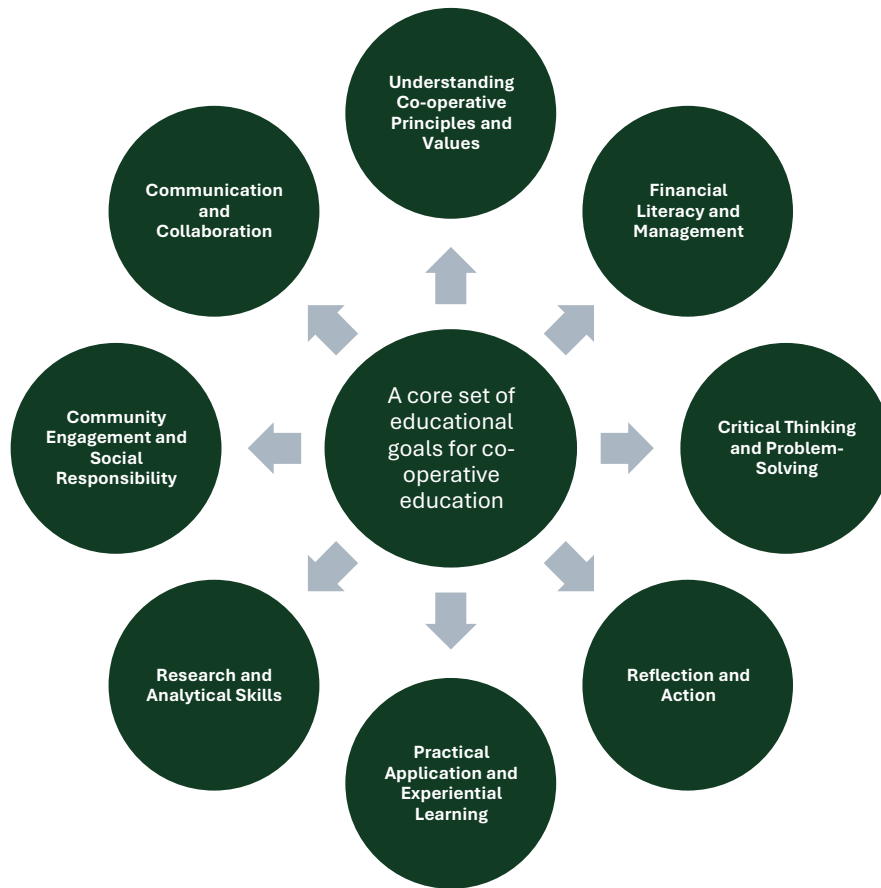 Understanding
Co-operative
Principles and
Values
Financial
Literacy and
Management
Critical Thinking
and Problem-
Solving
Reflection and
Action
Practical
Application and
Experiential
Learning
Research and
Analytical Skills
Community
Engagement and
Social
Responsibility
Communication
and
Collaboration
A core set of
educational
goals for co-
operative
education